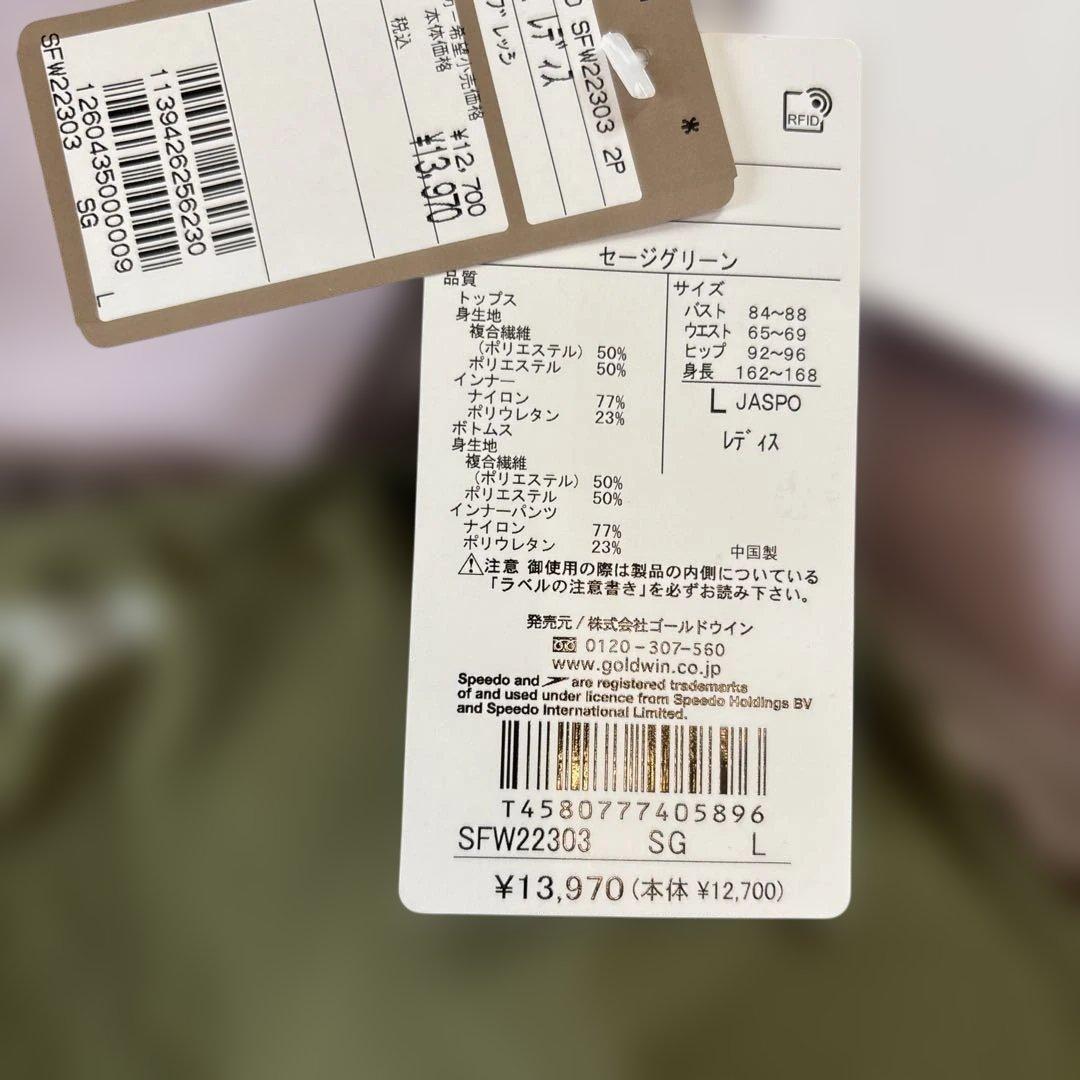 SFW22303
SG
L
1260435000009
1139426256230
税込
本体価格
希望小売価格
¥13,970
¥12,700
レディス
SFW22303 2P
*
RFID
セージグリーン
品質
トップス
身生地
複合繊維
(ポリエステル) 50%
ポリエステル 50%
インナー
ナイロン 77%
ポリウレタン 23%
ボトムス
身生地
複合繊維
(ポリエステル) 50%
ポリエステル 50%
インナーパンツ
ナイロン 77%
ポリウレタン 23%
サイズ
バスト 84~88
ウエスト 65~69
ヒップ 92~96
身長 162~168
L JASPO
レディス
中国製
⚠注意 御使用の際は製品の内側についている
「ラベルの注意書き」を必ずお読み下さい。
発売元/株式会社ゴールドウイン
0120-307-560
www.goldwin.co.jp
Speedo and are registered trademarks
of and used under licence from Speedo Holdings BV
and Speedo International Limited.
T4580777405896
SFW22303 SG L
¥13,970(本体 ¥12,700)